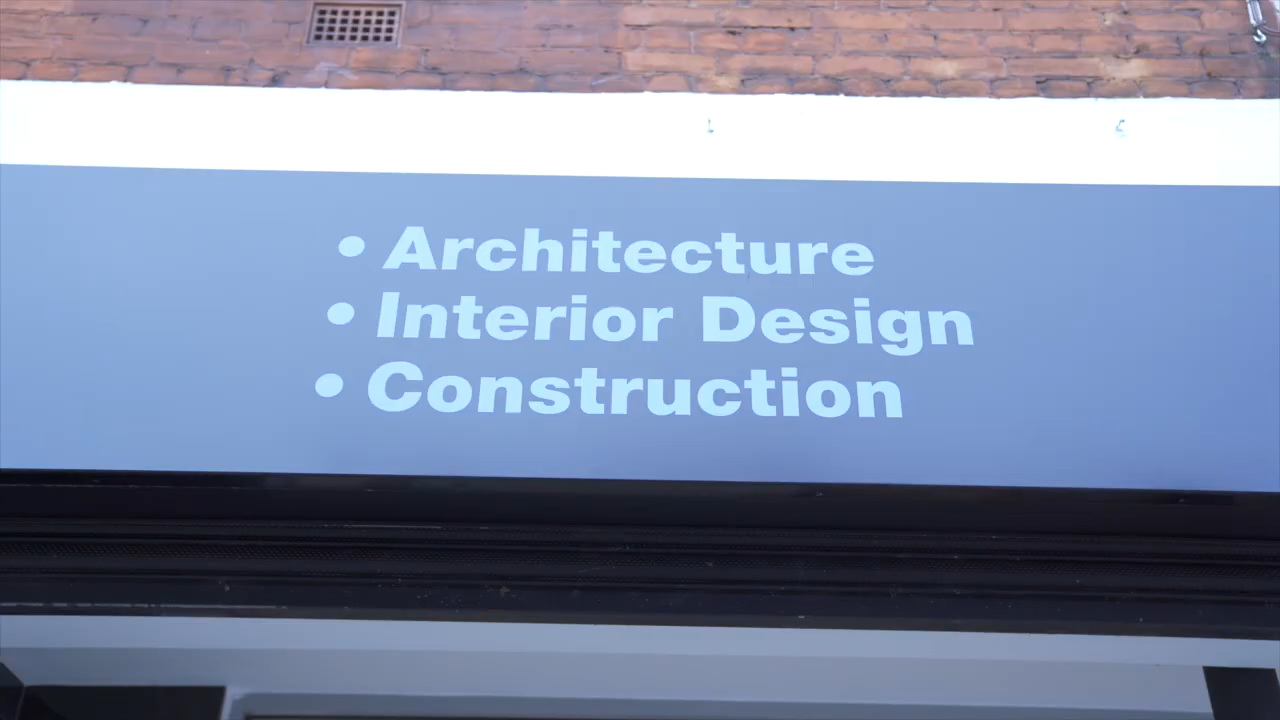 • Architecture
• Interior Design
• Construction